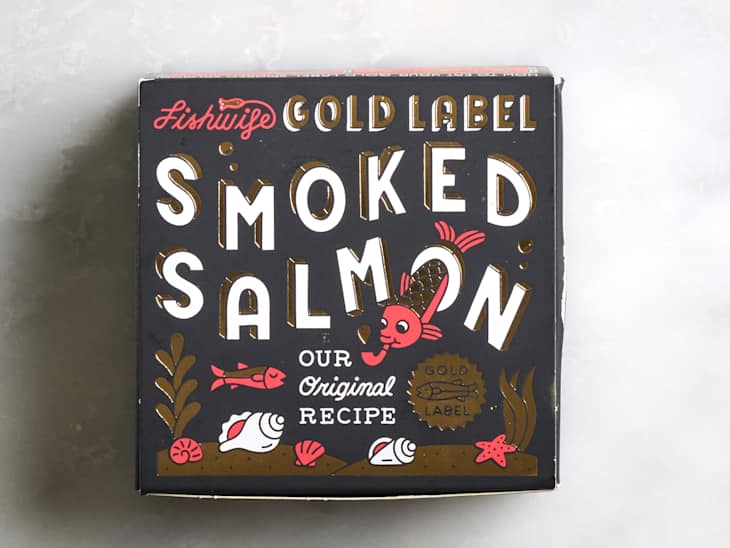 Fishwife GOLD LABEL
SMOKED
SALMON
OUR
Original
RECIPE
GOLD
LABEL